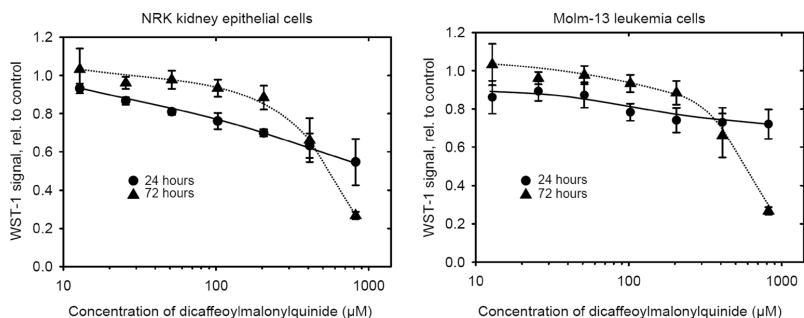 NRK kidney epithelial cells
WST-1 signal, rel. to control
1.2
1.0
0.8
0.6
0.4
0.2
0.0
24 hours
72 hours
10
100
1000
Concentration of dicaffeoylmalonylquinide (µM)
Molm-13 leukemia cells
WST-1 signal, rel. to control
1.2
1.0
0.8
0.6
0.4
0.2
0.0
24 hours
72 hours
10
100
1000
Concentration of dicaffeoylmalonylquinide (µM)